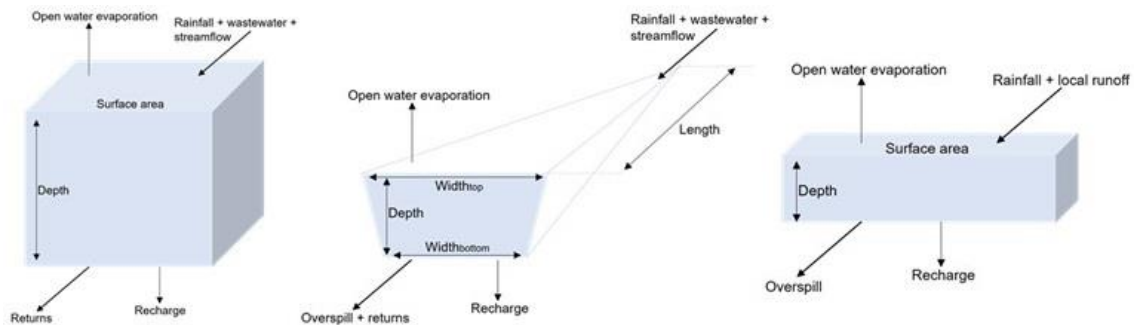 Open water evaporation
Rainfall + wastewater +
streamflow
Surface area
Depth
Returns
Recharge
Rainfall + wastewater +
streamflow
Open water evaporation
Length
Widthtop
Depth
Widthbottom
Overspill + returns
Recharge
Open water evaporation
Rainfall + local runoff
Surface area
Depth
Overspill
Recharge